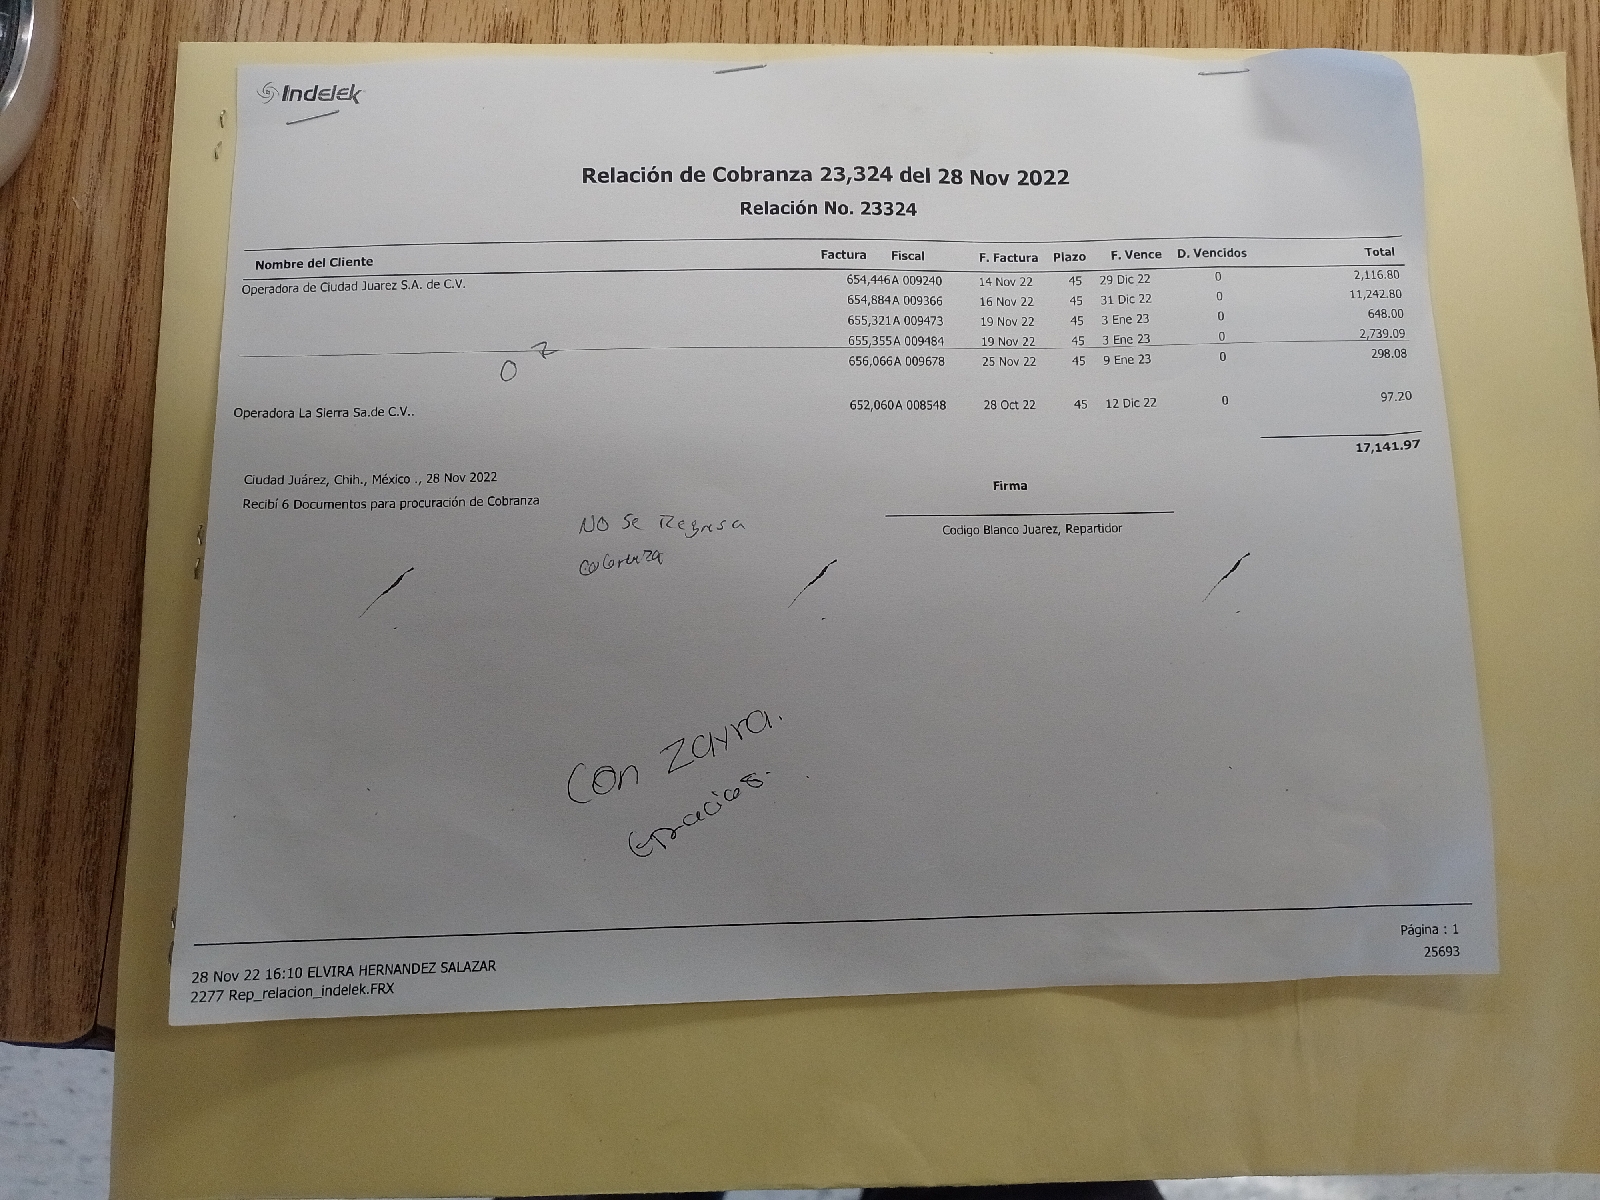 Indelek
Relación de Cobranza 23,324 del 28 Nov 2022
Relación No. 23324
Nombre del Cliente Factura Fiscal F. Factura Plazo F. Vence D. Vencidos Total
Operadora de Ciudad Juarez S.A. de C.V. 654,446A 009240 14 Nov 22 45 29 Dic 22 0 2,116.80
654,884A 009366 16 Nov 22 45 31 Dic 22 0 11,242.80
655,321A 009473 19 Nov 22 45 3 Ene 23 0 648.00
655,355A 009484 19 Nov 22 45 3 Ene 23 0 2,739.09
656,066A 009678 25 Nov 22 45 9 Ene 23 0 298.08
Operadora La Sierra Sa.de C.V.. 652,060A 008548 28 Oct 22 45 12 Dic 22 0 97.20
17,141.97
Ciudad Juárez, Chih., México ., 28 Nov 2022
Recibí 6 Documentos para procuración de Cobranza
Firma
Codigo Blanco Juarez, Repartidor
NO Se Regresa
Con Zayra.
Gracias.
Página : 1
25693
28 Nov 22 16:10 ELVIRA HERNANDEZ SALAZAR
2277 Rep_relacion_indelek.FRX